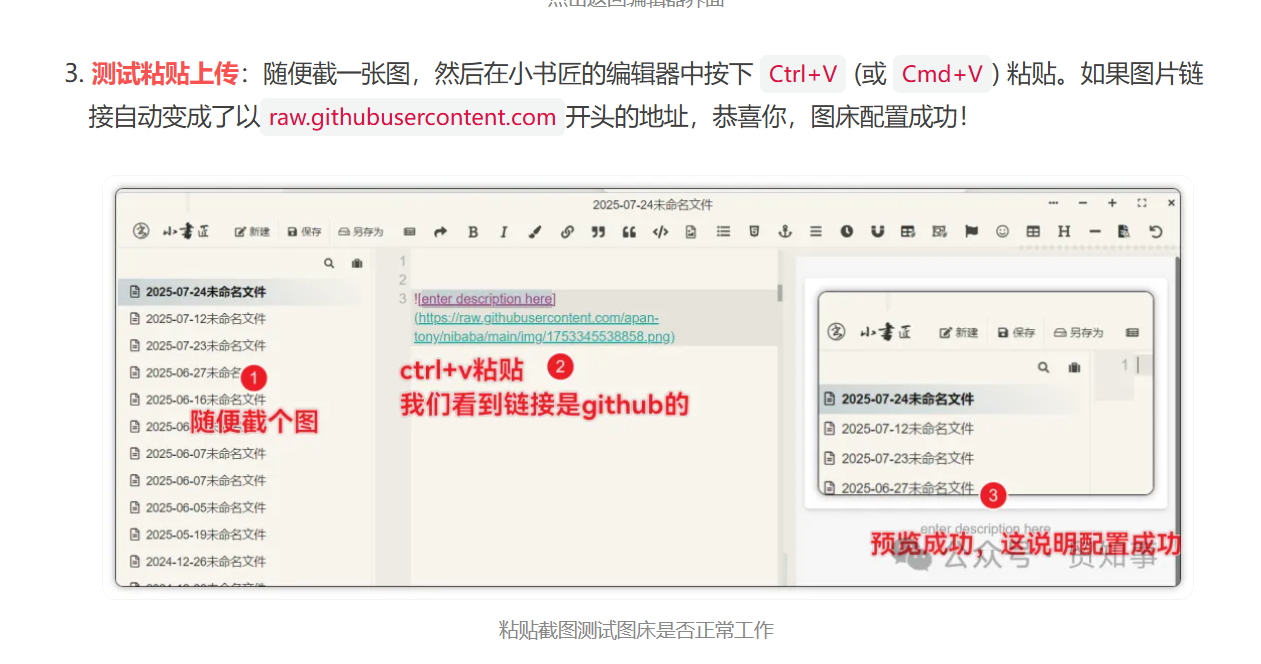 点击返回编辑器界面
3. 测试粘贴上传：随便截一张图，然后在小书匠的编辑器中按下 Ctrl+V (或 Cmd+V ) 粘贴。如果图片链
接自动变成了以 raw.githubusercontent.com 开头的地址，恭喜你，图床配置成功！
2025-07-24未命名文件
小书匠 新建 保存 另存为
B I H
2025-07-24未命名文件
2025-07-12未命名文件
2025-07-23未命名文件
2025-06-27未命名
2025-06-16未命名文件
2025-06
2025-06-07未命名文件
2025-06-07未命名文件
2025-06-05未命名文件
2025-05-19未命名文件
2024-12-26未命名文件
1
随便截个图
1
2
3 ![enter description here]
(https://raw.githubusercontent.com/apan-
tony/nibaba/main/img/1753345538858.png)
ctrl+v粘贴 2
我们看到链接是github的
小书匠 新建 保存 另存为
1
2025-07-24未命名文件
2025-07-12未命名文件
2025-07-23未命名文件
2025-06-27未命名文件
3
enter description here
预览成功，这说明配置成功
公众号 贾知事
粘贴截图测试图床是否正常工作